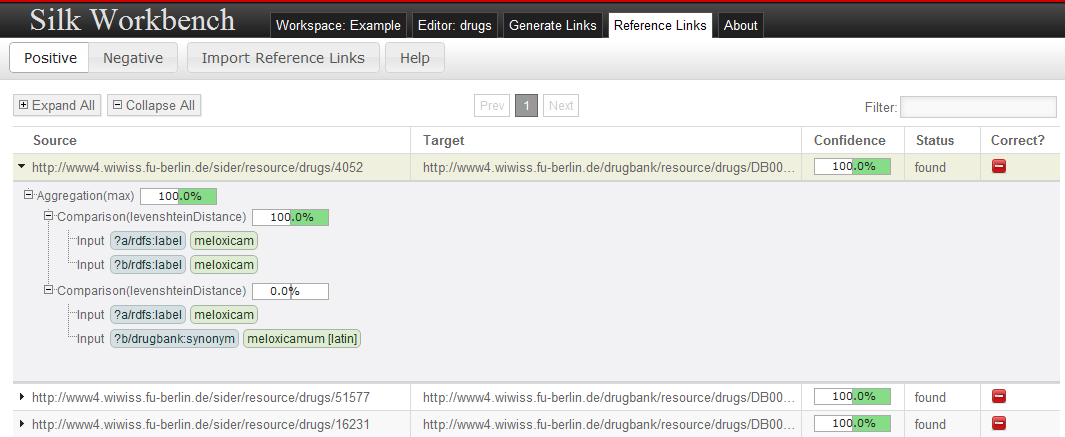 Silk Workbench Workspace: Example Editor: drugs Generate Links Reference Links About
Positive Negative Import Reference Links Help
Expand All Collapse All Prev 1 Next Filter:
Source Target Confidence Status Correct?
http://www4.wiwiss.fu-berlin.de/sider/resource/drugs/4052 http://www4.wiwiss.fu-berlin.de/drugbank/resource/drugs/DB00... 100.0% found
Aggregation(max) 100.0%
Comparison(levenshteinDistance) 100.0%
Input ?a/rdfs:label meloxicam
Input ?b/rdfs:label meloxicam
Comparison(levenshteinDistance) 0.0%
Input ?a/rdfs:label meloxicam
Input ?b/drugbank:synonym meloxicamum [latin]
http://www4.wiwiss.fu-berlin.de/sider/resource/drugs/51577 http://www4.wiwiss.fu-berlin.de/drugbank/resource/drugs/DB00... 100.0% found
http://www4.wiwiss.fu-berlin.de/sider/resource/drugs/16231 http://www4.wiwiss.fu-berlin.de/drugbank/resource/drugs/DB00... 100.0% found